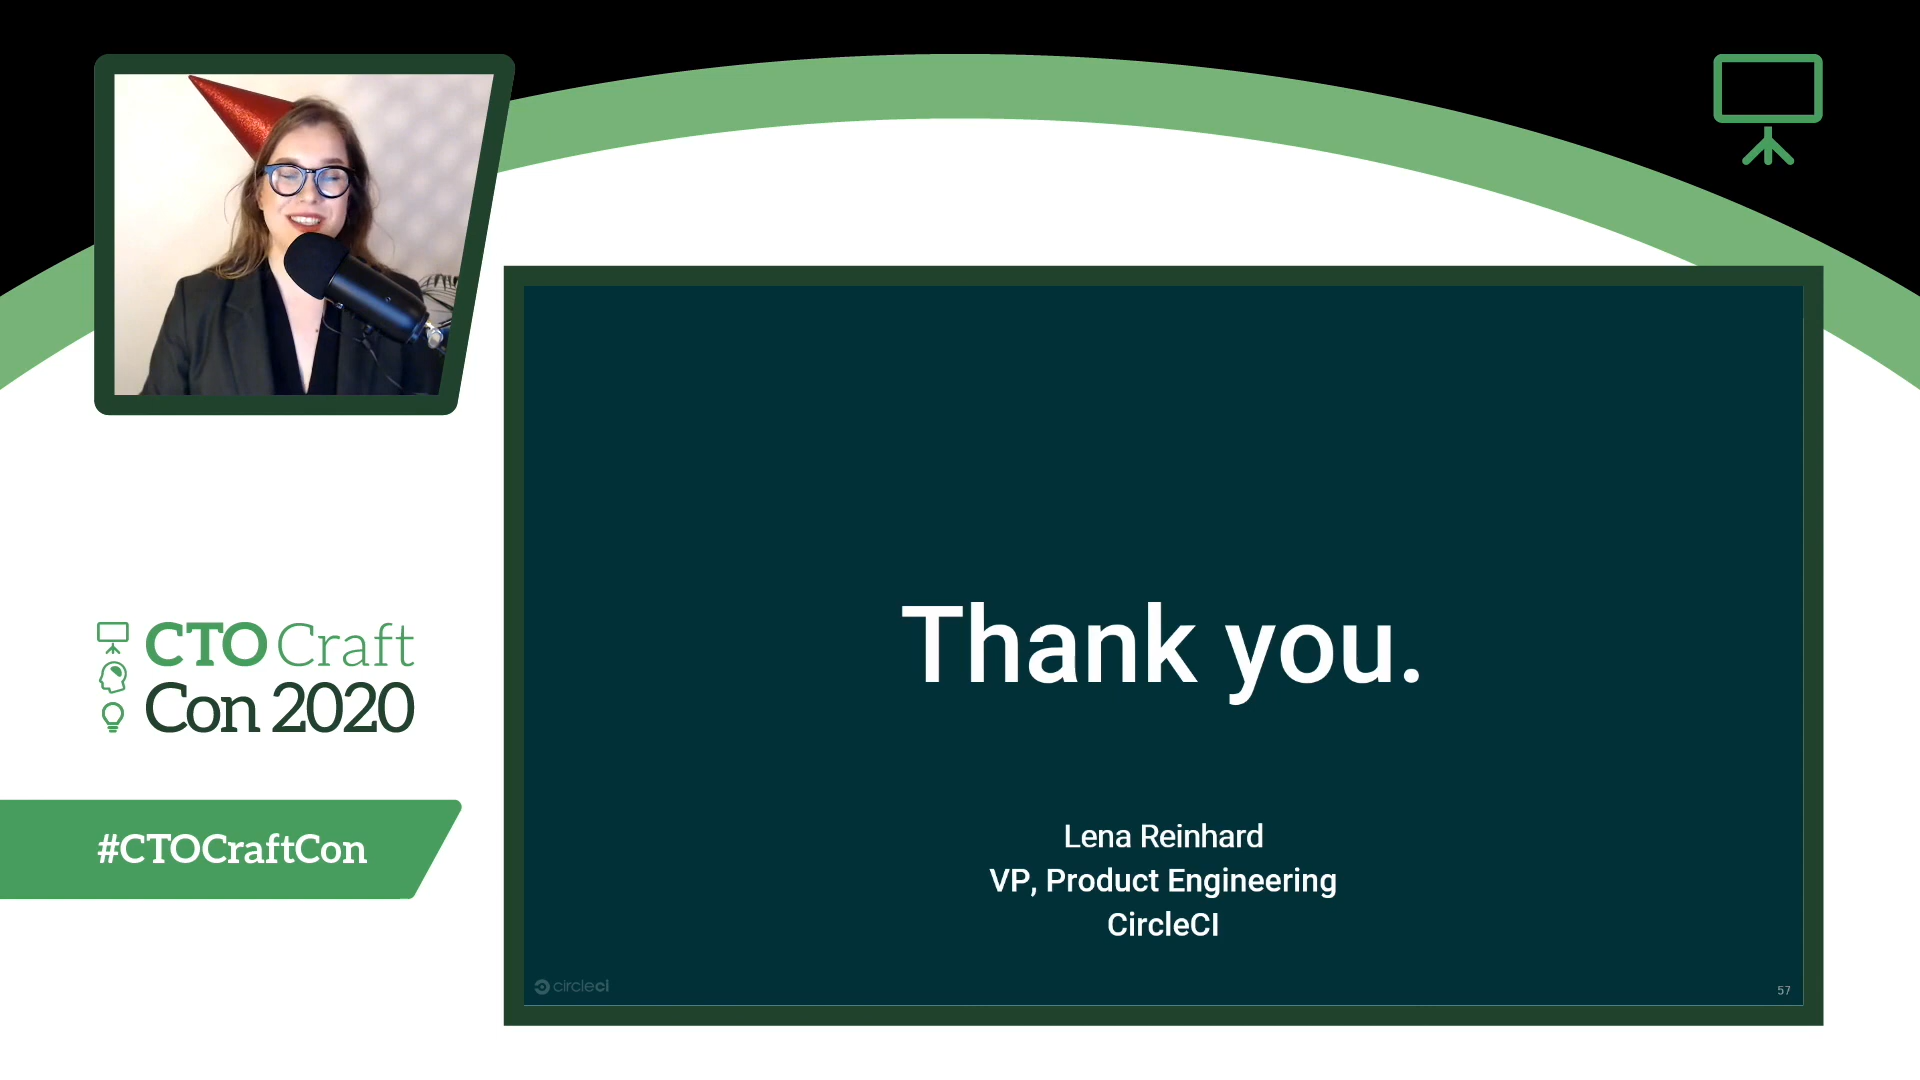 CTO Craft
Con 2020
#CTOCraftCon
Thank you.
Lena Reinhard
VP, Product Engineering
CircleCI
circleci
57